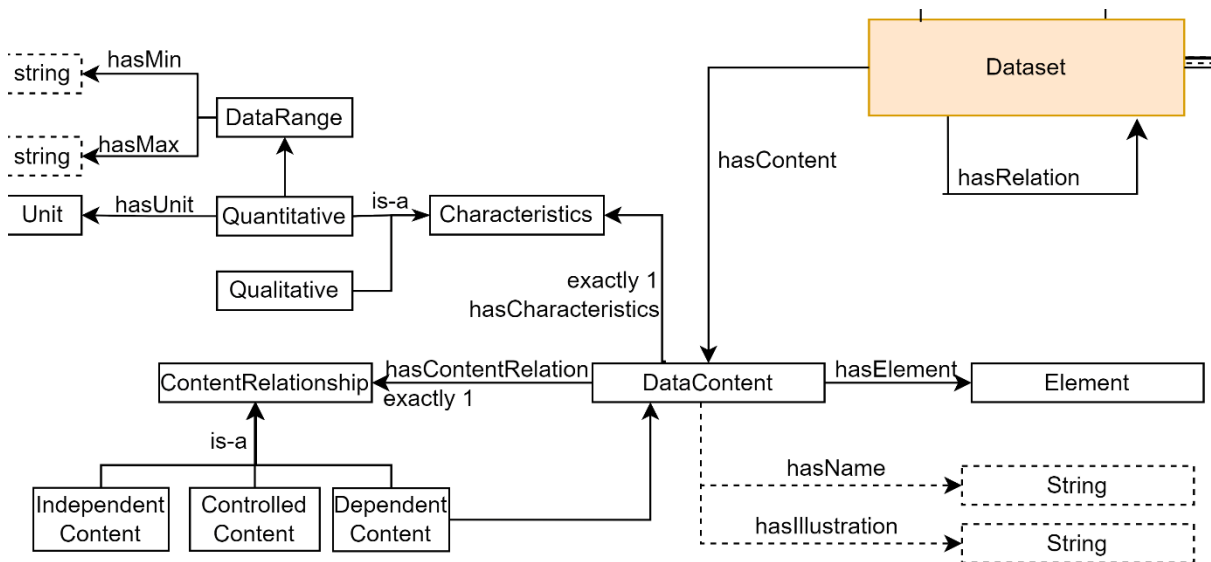 hasMin
string
Dataset
DataRange
hasMax
string
hasContent
hasRelation
Unit
hasUnit
Quantitative
is-a
Characteristics
Qualitative
exactly 1
hasCharacteristics
hasContentRelation
ContentRelationship
exactly 1
DataContent
hasElement
Element
is-a
hasName
String
Independent
Content
Controlled
Content
Dependent
Content
hasIllustration
String